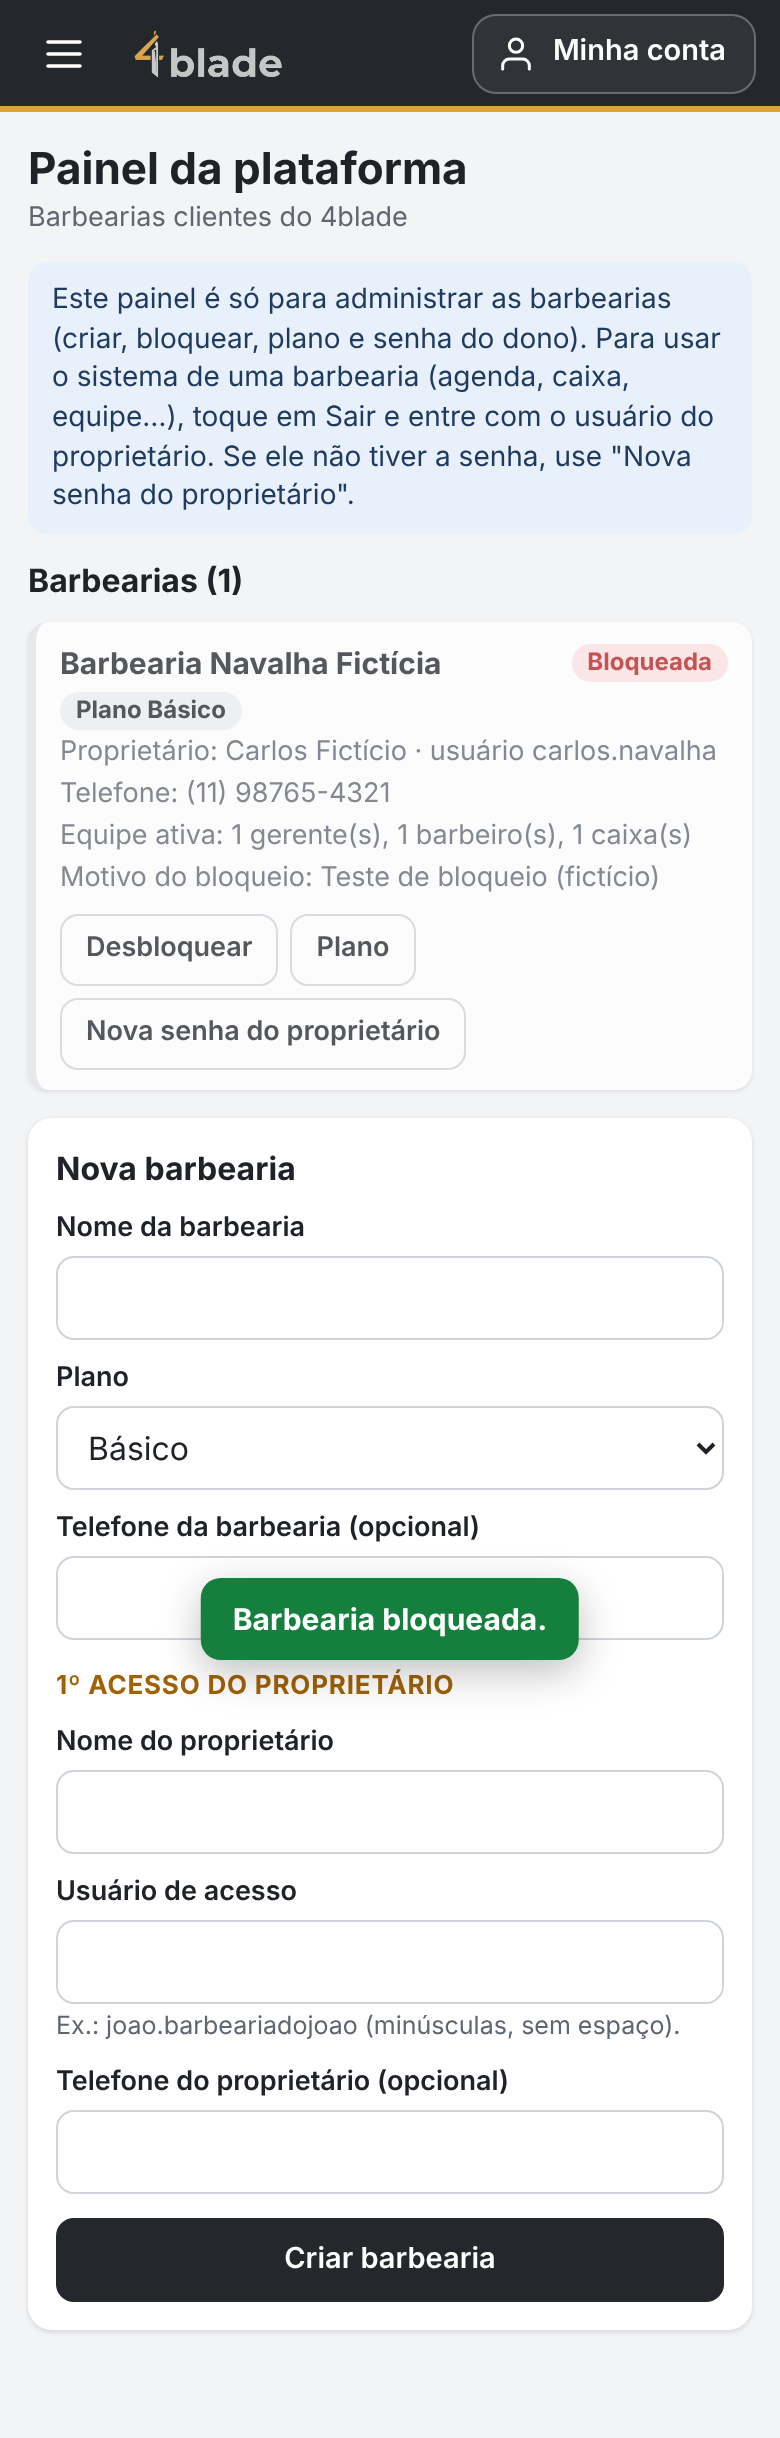 4blade
Minha conta
Painel da plataforma
Barbearias clientes do 4blade
Este painel é só para administrar as barbearias
(criar, bloquear, plano e senha do dono). Para usar
o sistema de uma barbearia (agenda, caixa,
equipe...), toque em Sair e entre com o usuário do
proprietário. Se ele não tiver a senha, use "Nova
senha do proprietário".
Barbearias (1)
Barbearia Navalha Fictícia
Bloqueada
Plano Básico
Proprietário: Carlos Fictício · usuário carlos.navalha
Telefone: (11) 98765-4321
Equipe ativa: 1 gerente(s), 1 barbeiro(s), 1 caixa(s)
Motivo do bloqueio: Teste de bloqueio (fictício)
Desbloquear
Plano
Nova senha do proprietário
Nova barbearia
Nome da barbearia
Plano
Básico
Telefone da barbearia (opcional)
Barbearia bloqueada.
1º ACESSO DO PROPRIETÁRIO
Nome do proprietário
Usuário de acesso
Ex.: joao.barbeariadojoao (minúsculas, sem espaço).
Telefone do proprietário (opcional)
Criar barbearia